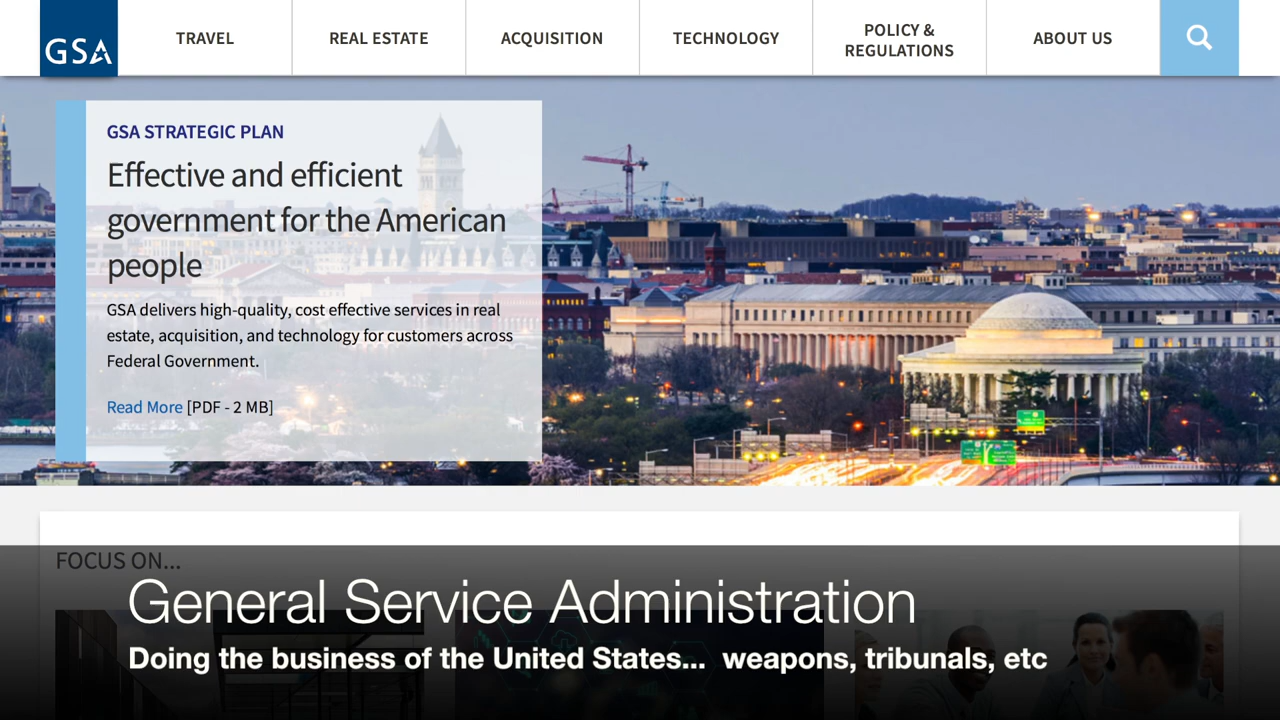 GSA
TRAVEL
REAL ESTATE
ACQUISITION
TECHNOLOGY
POLICY &
REGULATIONS
ABOUT US
GSA STRATEGIC PLAN
Effective and efficient
government for the American
people
GSA delivers high-quality, cost effective services in real
estate, acquisition, and technology for customers across
Federal Government.
Read More [PDF - 2 MB]
FOCUS ON...
General Service Administration
Doing the business of the United States... weapons, tribunals, etc